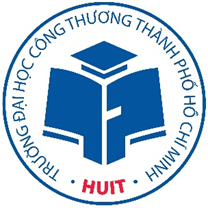 TRƯỜNG ĐẠI HỌC CÔNG THƯƠNG THÀNH PHỐ HỒ CHÍ MINH
HUIT